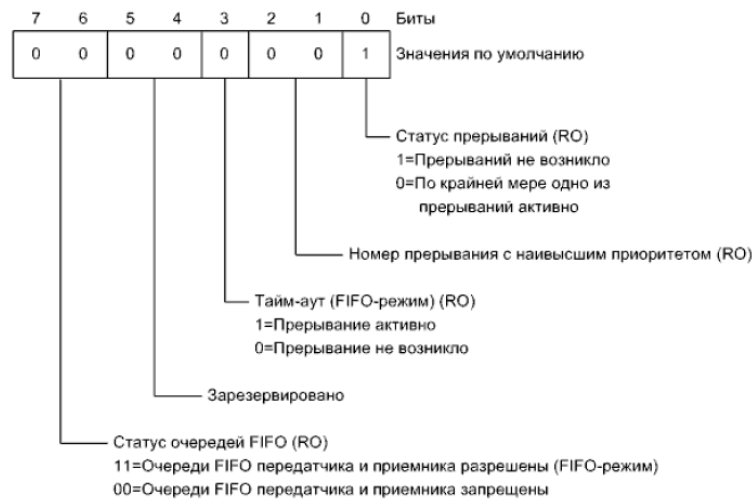 7 6 5 4 3 2 1 0 Биты
0 0 0 0 0 0 0 1 Значения по умолчанию
Статус прерываний (RO)
1=Прерываний не возникло
0=По крайней мере одно из
прерываний активно
Номер прерывания с наивысшим приоритетом (RO)
Тайм-аут (FIFO-режим) (RO)
1=Прерывание активно
0=Прерывание не возникло
Зарезервировано
Статус очередей FIFO (RO)
11=Очереди FIFO передатчика и приемника разрешены (FIFO-режим)
00=Очереди FIFO передатчика и приемника запрещены